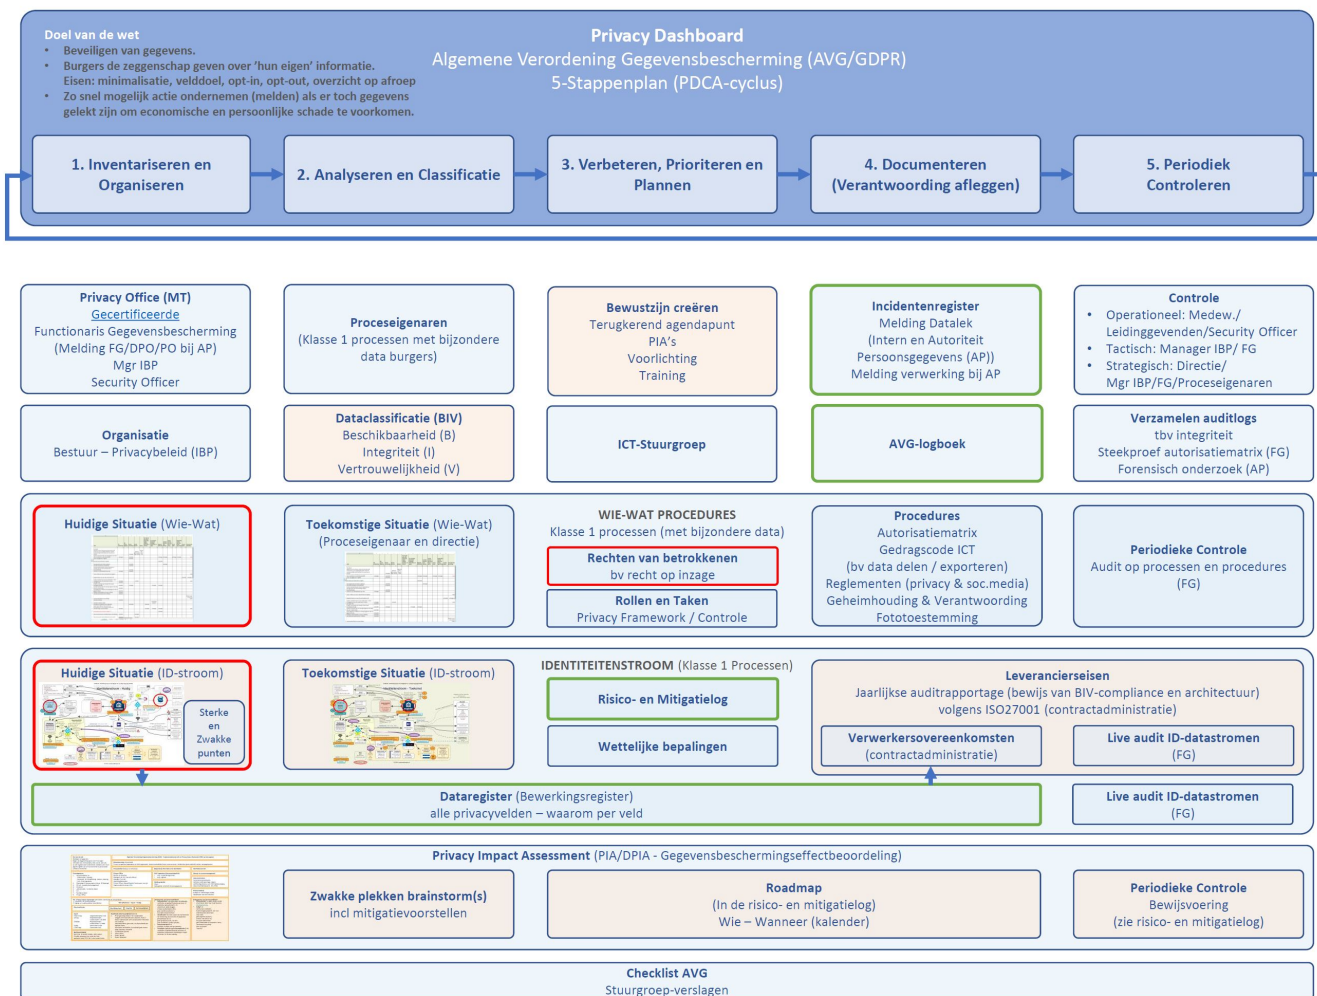 Doel van de wet
• Beveiligen van gegevens.
• Burgers de zeggenschap geven over 'hun eigen' informatie.
Eisen: minimalisatie, velddoel, opt-in, opt-out, overzicht op afroep
• Zo snel mogelijk actie ondernemen (melden) als er toch gegevens
gelekt zijn om economische en persoonlijke schade te voorkomen.
Privacy Dashboard
Algemene Verordening Gegevensbescherming (AVG/GDPR)
5-Stappenplan (PDCA-cyclus)
1. Inventariseren en
Organiseren
2. Analyseren en Classificatie
3. Verbeteren, Prioriteren en
Plannen
4. Documenteren
(Verantwoording afleggen)
5. Periodiek
Controleren
Privacy Office (MT)
Gecertificeerde
Functionaris Gegevensbescherming
(Melding FG/DPO/PO bij AP)
Mgr IBP
Security Officer
Proceseigenaren
(Klasse 1 processen met bijzondere
data burgers)
Bewustzijn creëren
Terugkerend agendapunt
PIA's
Voorlichting
Training
Incidentenregister
Melding Datalek
(Intern en Autoriteit
Persoonsgegevens (AP))
Melding verwerking bij AP
Controle
• Operationeel: Medew./
Leidinggevenden/Security Officer
• Tactisch: Manager IBP/ FG
• Strategisch: Directie/
Mgr IBP/FG/Proceseigenaren
Organisatie
Bestuur – Privacybeleid (IBP)
Dataclassificatie (BIV)
Beschikbaarheid (B)
Integriteit (I)
Vertrouwelijkheid (V)
ICT-Stuurgroep
AVG-logboek
Verzamelen auditlogs
tbv integriteit
Steekproef autorisatiematrix (FG)
Forensisch onderzoek (AP)
Huidige Situatie (Wie-Wat)
Toekomstige Situatie (Wie-Wat)
(Proceseigenaar en directie)
WIE-WAT PROCEDURES
Klasse 1 processen (met bijzondere data)
Rechten van betrokkenen
bv recht op inzage
Rollen en Taken
Privacy Framework / Controle
Procedures
Autorisatiematrix
Gedragscode ICT
(bv data delen / exporteren)
Reglementen (privacy & soc.media)
Geheimhouding & Verantwoording
Fototoestemming
Periodieke Controle
Audit op processen en procedures
(FG)
Huidige Situatie (ID-stroom)
Sterke
en
Zwakke
punten
Toekomstige Situatie (ID-stroom)
IDENTITEITENSTROOM (Klasse 1 Processen)
Risico- en Mitigatielog
Wettelijke bepalingen
Leverancierseisen
Jaarlijkse auditrapportage (bewijs van BIV-compliance en architectuur)
volgens ISO27001 (contractadministratie)
Verwerkersovereenkomsten
(contractadministratie)
Live audit ID-datastromen
(FG)
Dataregister (Bewerkingsregister)
alle privacyvelden – waarom per veld
Live audit ID-datastromen
(FG)
Privacy Impact Assessment (PIA/DPIA - Gegevensbeschermingseffectbeoordeling)
Zwakke plekken brainstorm(s)
incl mitigatievoorstellen
Roadmap
(In de risico- en mitigatielog)
Wie – Wanneer (kalender)
Periodieke Controle
Bewijsvoering
(zie risico- en mitigatielog)
Checklist AVG
Stuurgroep-verslagen